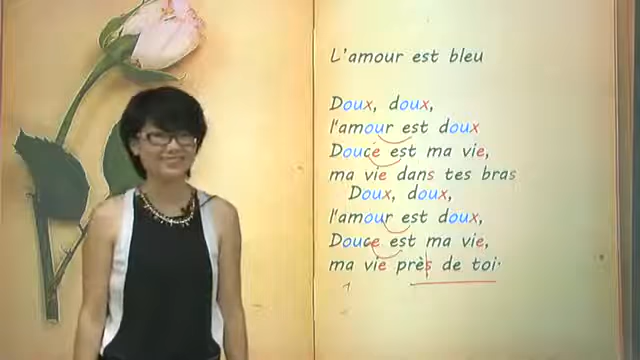 L'amour est bleu
Doux, doux,
l'amour est doux
Douce est ma vie,
ma vie dans tes bras
Doux, doux,
l'amour est doux,
Douce est ma vie,
ma vie près de toi.